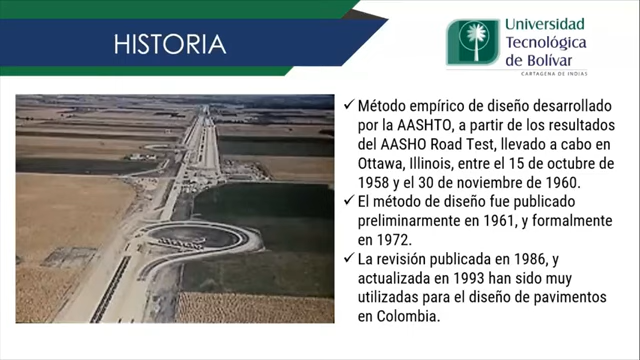 HISTORIA
Universidad
Tecnológica
de Bolívar
CARTAGENA DE INDIAS
✓ Método empírico de diseño desarrollado
por la AASHTO, a partir de los resultados
del AASHO Road Test, llevado a cabo en
Ottawa, Illinois, entre el 15 de octubre de
1958 y el 30 de noviembre de 1960.
✓ El método de diseño fue publicado
preliminarmente en 1961, y formalmente
en 1972.
✓ La revisión publicada en 1986, y
actualizada en 1993 han sido muy
utilizadas para el diseño de pavimentos
en Colombia.